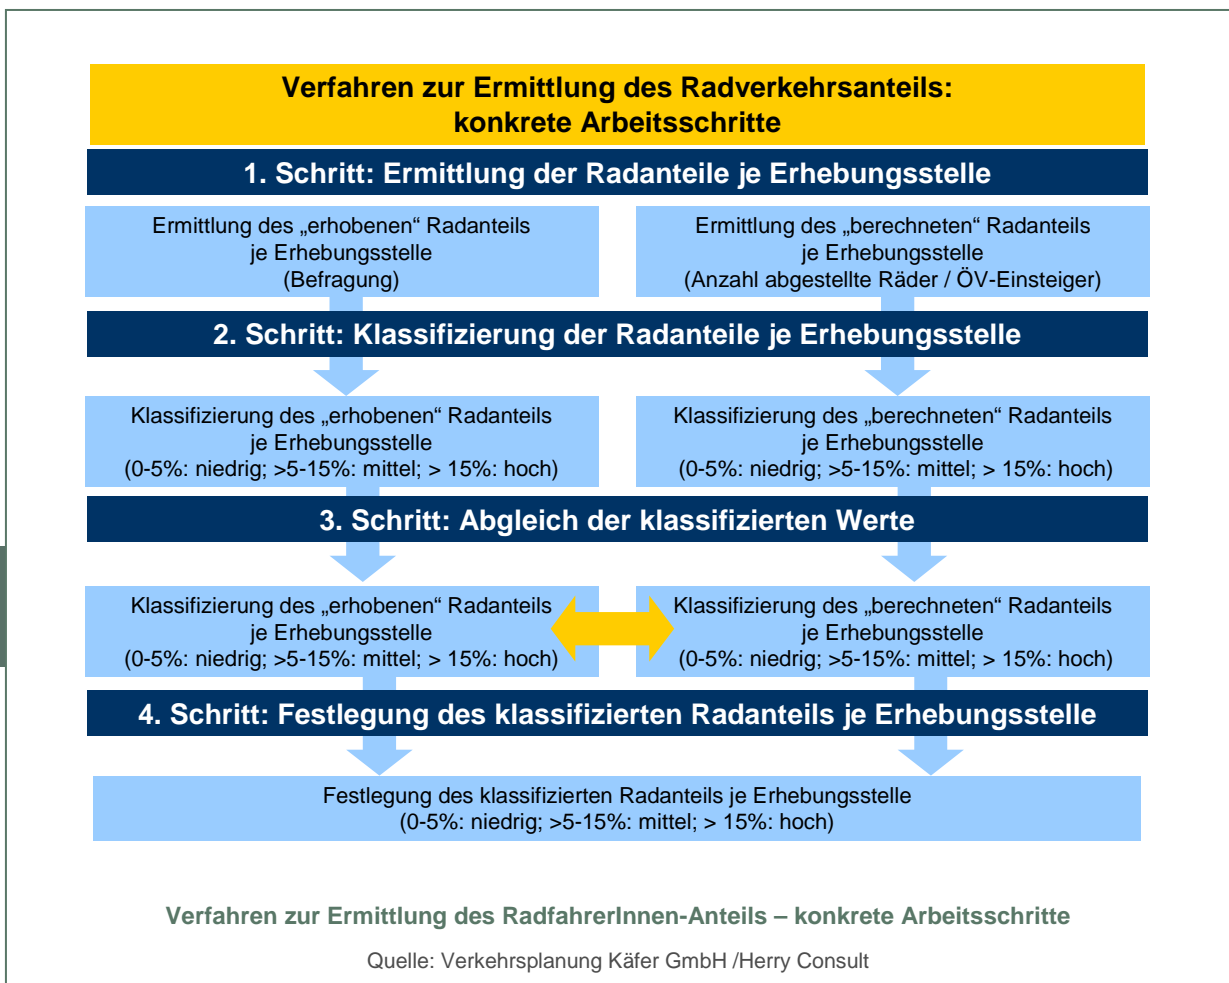 Verfahren zur Ermittlung des Radverkehrsanteils:
konkrete Arbeitsschritte
1. Schritt: Ermittlung der Radanteile je Erhebungsstelle
Ermittlung des „erhobenen“ Radanteils
je Erhebungsstelle
(Befragung)
Ermittlung des „berechneten“ Radanteils
je Erhebungsstelle
(Anzahl abgestellte Räder / ÖV-Einsteiger)
2. Schritt: Klassifizierung der Radanteile je Erhebungsstelle
Klassifizierung des „erhobenen“ Radanteils
je Erhebungsstelle
(0-5%: niedrig; >5-15%: mittel; > 15%: hoch)
Klassifizierung des „berechneten“ Radanteils
je Erhebungsstelle
(0-5%: niedrig; >5-15%: mittel; > 15%: hoch)
3. Schritt: Abgleich der klassifizierten Werte
Klassifizierung des „erhobenen“ Radanteils
je Erhebungsstelle
(0-5%: niedrig; >5-15%: mittel; > 15%: hoch)
Klassifizierung des „berechneten“ Radanteils
je Erhebungsstelle
(0-5%: niedrig; >5-15%: mittel; > 15%: hoch)
4. Schritt: Festlegung des klassifizierten Radanteils je Erhebungsstelle
Festlegung des klassifizierten Radanteils je Erhebungsstelle
(0-5%: niedrig; >5-15%: mittel; > 15%: hoch)
Verfahren zur Ermittlung des RadfahrerInnen-Anteils – konkrete Arbeitsschritte
Quelle: Verkehrsplanung Käfer GmbH /Herry Consult